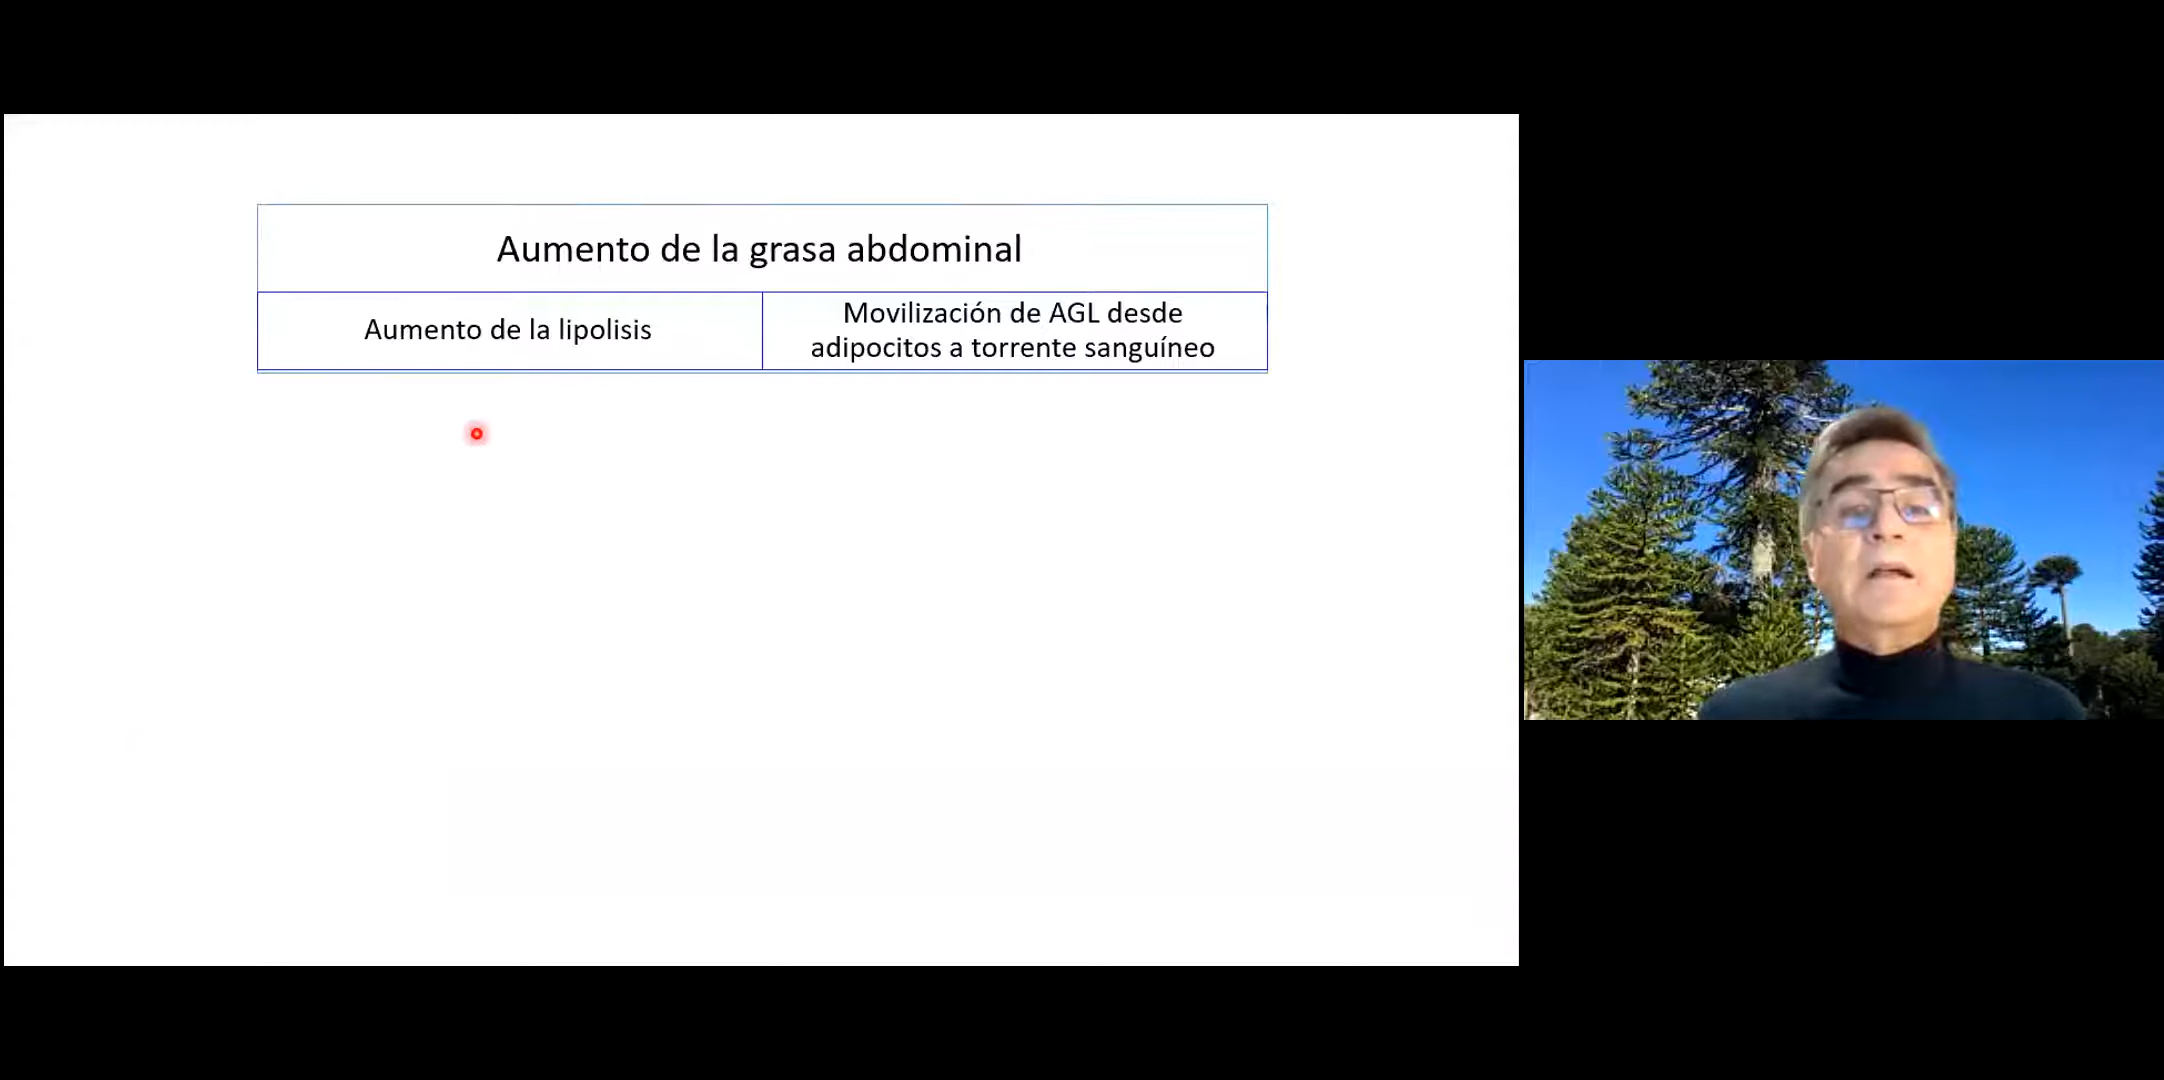 Aumento de la grasa abdominal
Aumento de la lipolisis
Movilización de AGL desde
adipocitos a torrente sanguíneo